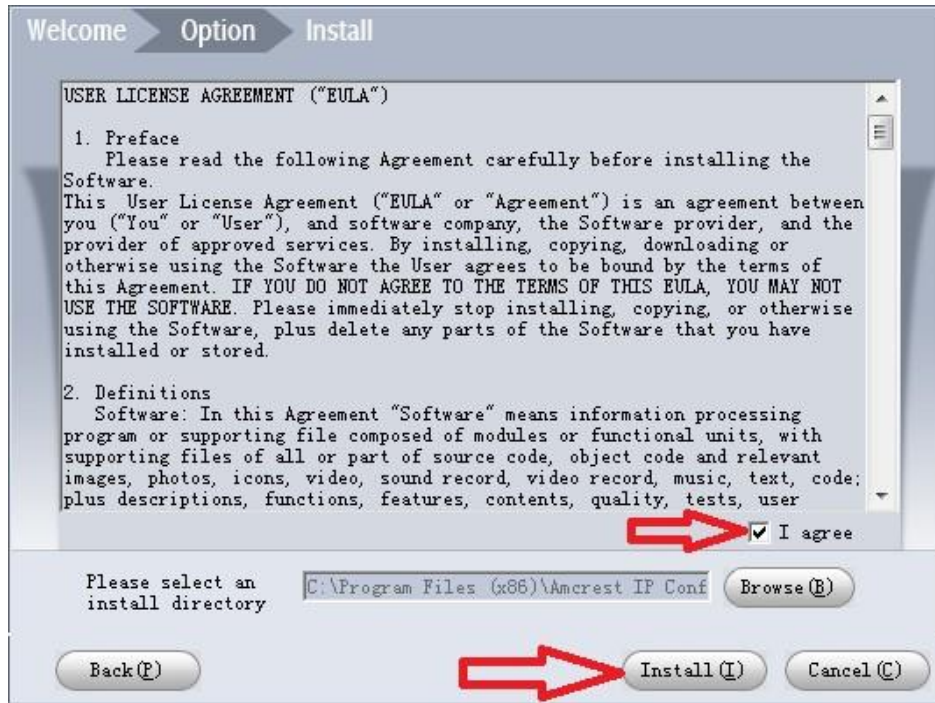 Welcome Option Install
USER LICENSE AGREEMENT ("EULA")
1. Preface
Please read the following Agreement carefully before installing the
Software.
This User License Agreement ("EULA" or "Agreement") is an agreement between
you ("You" or "User"), and software company, the Software provider, and the
provider of approved services. By installing, copying, downloading or
otherwise using the Software the User agrees to be bound by the terms of
this Agreement. IF YOU DO NOT AGREE TO THE TERMS OF THIS EULA, YOU MAY NOT
USE THE SOFTWARE. Please immediately stop installing, copying, or otherwise
using the Software, plus delete any parts of the Software that you have
installed or stored.
2. Definitions
Software: In this Agreement "Software" means information processing
program or supporting file composed of modules or functional units, with
supporting files of all or part of source code, object code and relevant
images, photos, icons, video, sound record, video record, music, text, code;
plus descriptions, functions, features, contents, quality, tests, user
I agree
Please select an
install directory
C:\Program Files (x86)\Amcrest IP Conf
Browse(B)
Back(P)
Install(I)
Cancel(C)